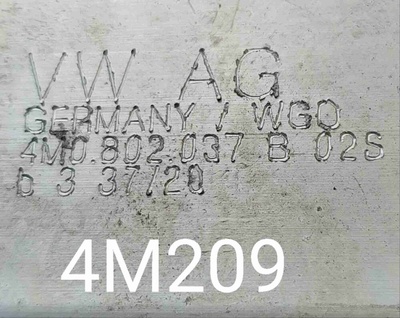 VW AG
GERMANY / WGO
4M0.802.037 B 02S
b 3 37/20
4M209